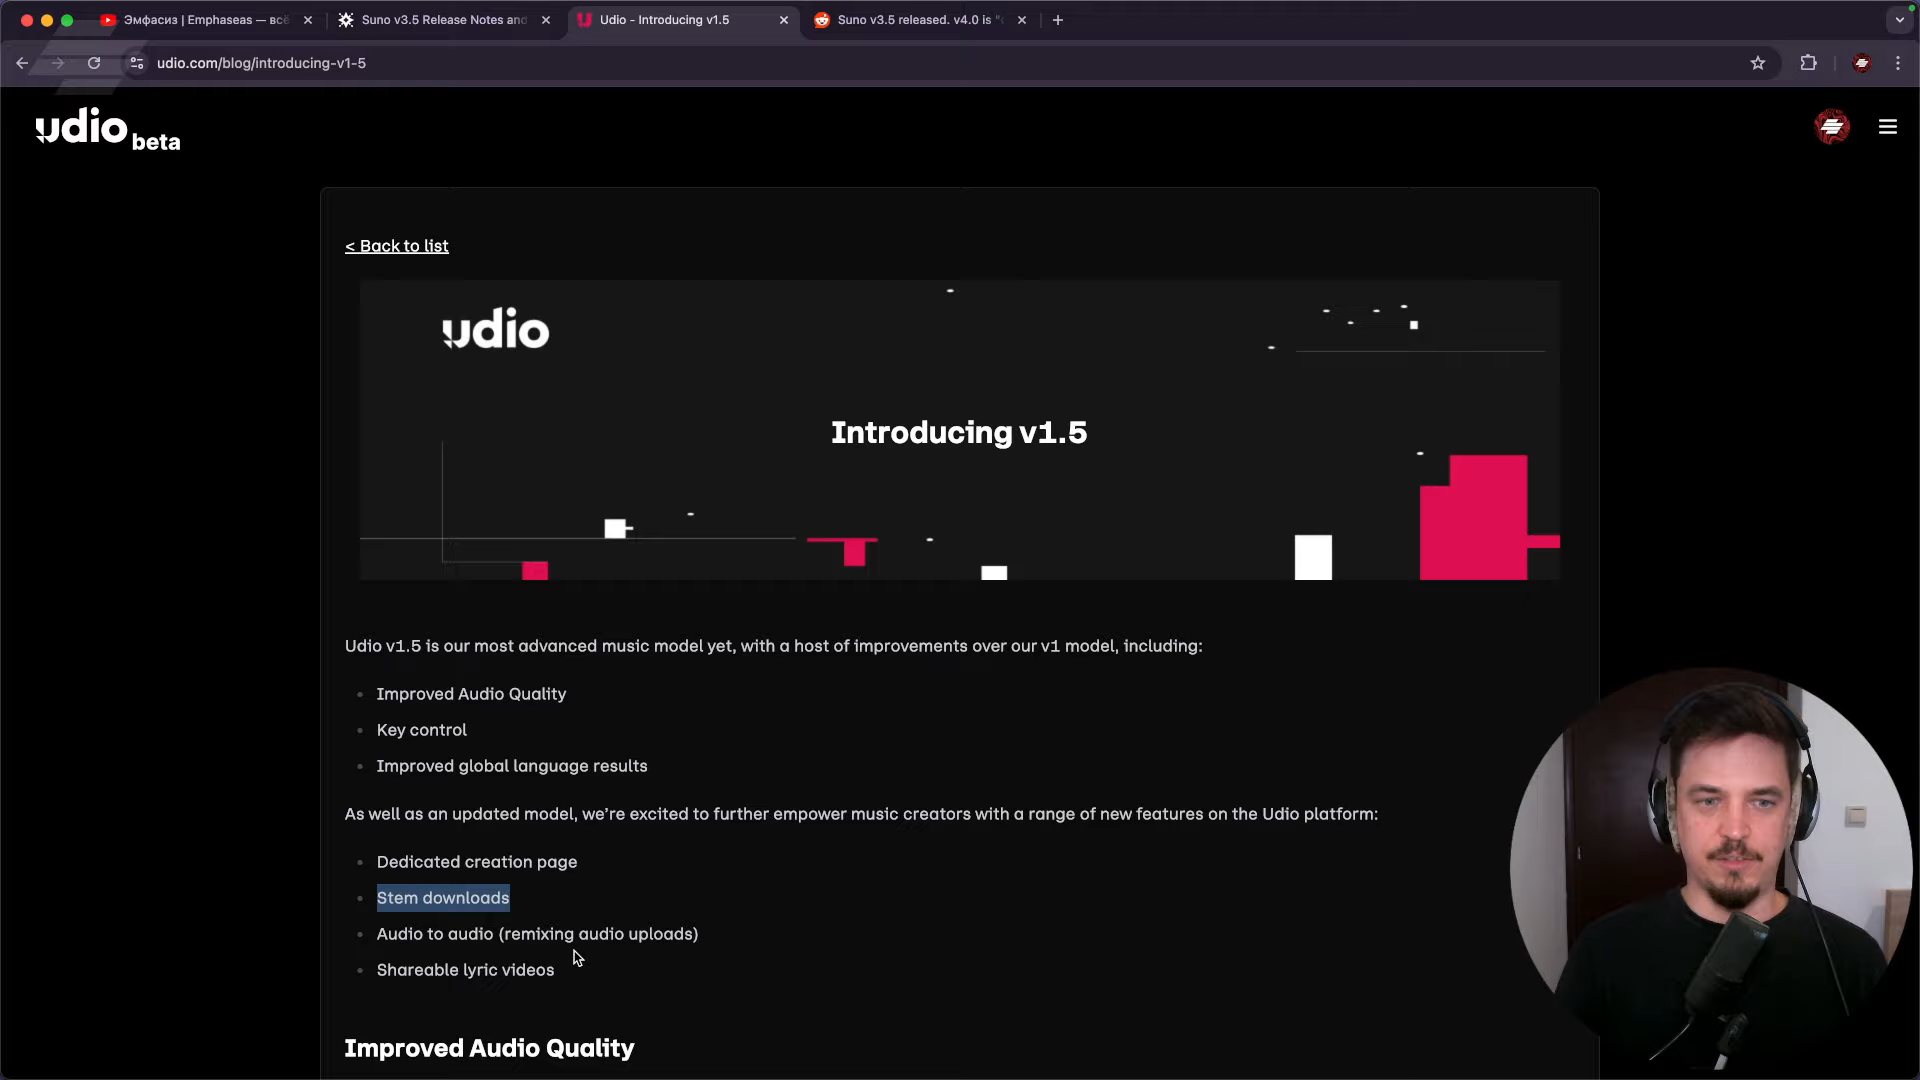 Эмфасиз | Emphaseas — всё
Suno v3.5 Release Notes and
Udio - Introducing v1.5
Suno v3.5 released. v4.0 is "
udio.com/blog/introducing-v1-5
udio beta
< Back to list
udio
Introducing v1.5
Udio v1.5 is our most advanced music model yet, with a host of improvements over our v1 model, including:
Improved Audio Quality
Key control
Improved global language results
As well as an updated model, we’re excited to further empower music creators with a range of new features on the Udio platform:
Dedicated creation page
Stem downloads
Audio to audio (remixing audio uploads)
Shareable lyric videos
Improved Audio Quality